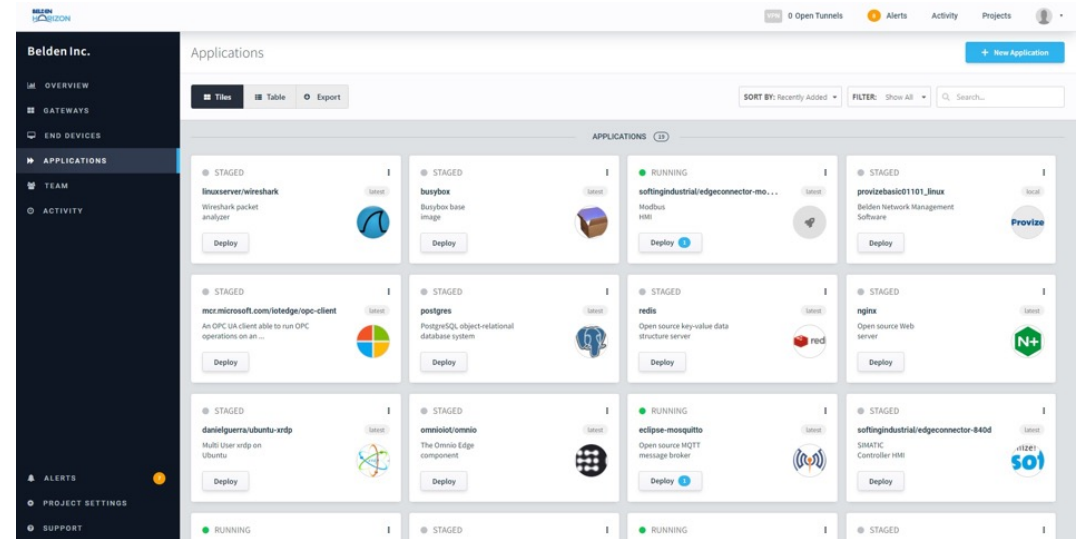 BELDEN
HORIZON
VPN 0 Open Tunnels
Alerts
Activity
Projects
Belden Inc.
OVERVIEW
GATEWAYS
END DEVICES
APPLICATIONS
TEAM
ACTIVITY
ALERTS
PROJECT SETTINGS
SUPPORT
Applications
+ New Application
Tiles
Table
Export
SORT BY: Recently Added
FILTER: Show All
Search...
APPLICATIONS
STAGED
linuxserver/wireshark latest
Wireshark packet
analyzer
Deploy
STAGED
busybox latest
Busybox base
image
Deploy
RUNNING
softingindustrial/edgeconnector-mo... latest
Modbus
HMI
Deploy
STAGED
provizebasic01101_linux local
Belden Network Management
Software
Provize
Deploy
STAGED
mcr.microsoft.com/iotedge/opc-client latest
An OPC UA client able to run OPC
operations on an ...
Deploy
STAGED
postgres latest
PostgreSQL object-relational
database system
Deploy
STAGED
redis latest
Open source key-value data
structure server
red
Deploy
STAGED
nginx latest
Open source Web
server
N+
Deploy
STAGED
danielguerra/ubuntu-xrdp latest
Multi User xrdp on
Ubuntu
Deploy
STAGED
omnioiot/omnio latest
The Omnio Edge
component
Deploy
RUNNING
eclipse-mosquitto latest
Open source MQTT
message broker
Deploy
STAGED
softingindustrial/edgeconnector-840d latest
SIMATIC
Controller HMI
Deploy
RUNNING
STAGED
RUNNING
STAGED